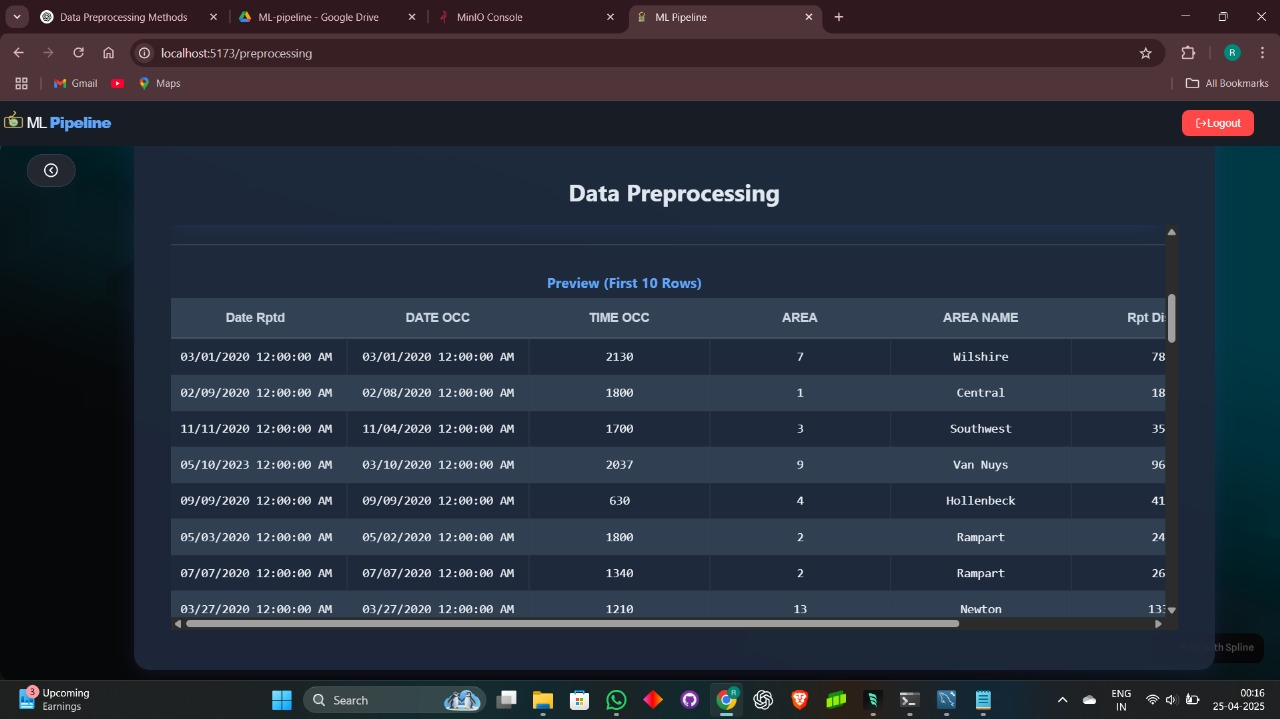 Data Preprocessing Methods
ML-pipeline - Google Drive
MinIO Console
ML Pipeline
localhost:5173/preprocessing
R
Gmail
Maps
All Bookmarks
ML Pipeline
Logout
Data Preprocessing
Preview (First 10 Rows)
Date Rptd DATE OCC TIME OCC AREA AREA NAME Rpt Di
03/01/2020 12:00:00 AM 03/01/2020 12:00:00 AM 2130 7 Wilshire 78
02/09/2020 12:00:00 AM 02/08/2020 12:00:00 AM 1800 1 Central 18
11/11/2020 12:00:00 AM 11/04/2020 12:00:00 AM 1700 3 Southwest 35
05/10/2023 12:00:00 AM 03/10/2020 12:00:00 AM 2037 9 Van Nuys 96
09/09/2020 12:00:00 AM 09/09/2020 12:00:00 AM 630 4 Hollenbeck 41
05/03/2020 12:00:00 AM 05/02/2020 12:00:00 AM 1800 2 Rampart 24
07/07/2020 12:00:00 AM 07/07/2020 12:00:00 AM 1340 2 Rampart 26
03/27/2020 12:00:00 AM 03/27/2020 12:00:00 AM 1210 13 Newton 133
Spline
3
Upcoming
Earnings
Search
R
ENG
IN
00:16
25-04-2025